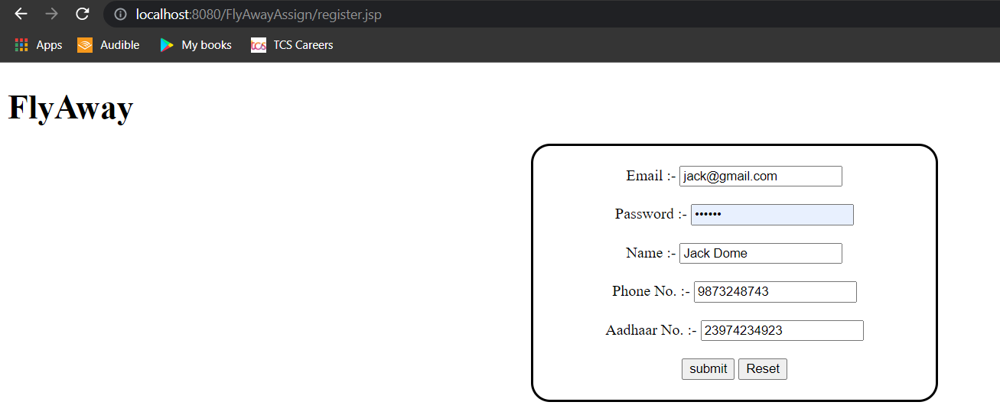 localhost:8080/FlyAwayAssign/register.jsp
Apps Audible My books tcs TCS Careers
FlyAway
Email :- jack@gmail.com
Password :- ••••••
Name :- Jack Dome
Phone No. :- 9873248743
Aadhaar No. :- 23974234923
submit Reset